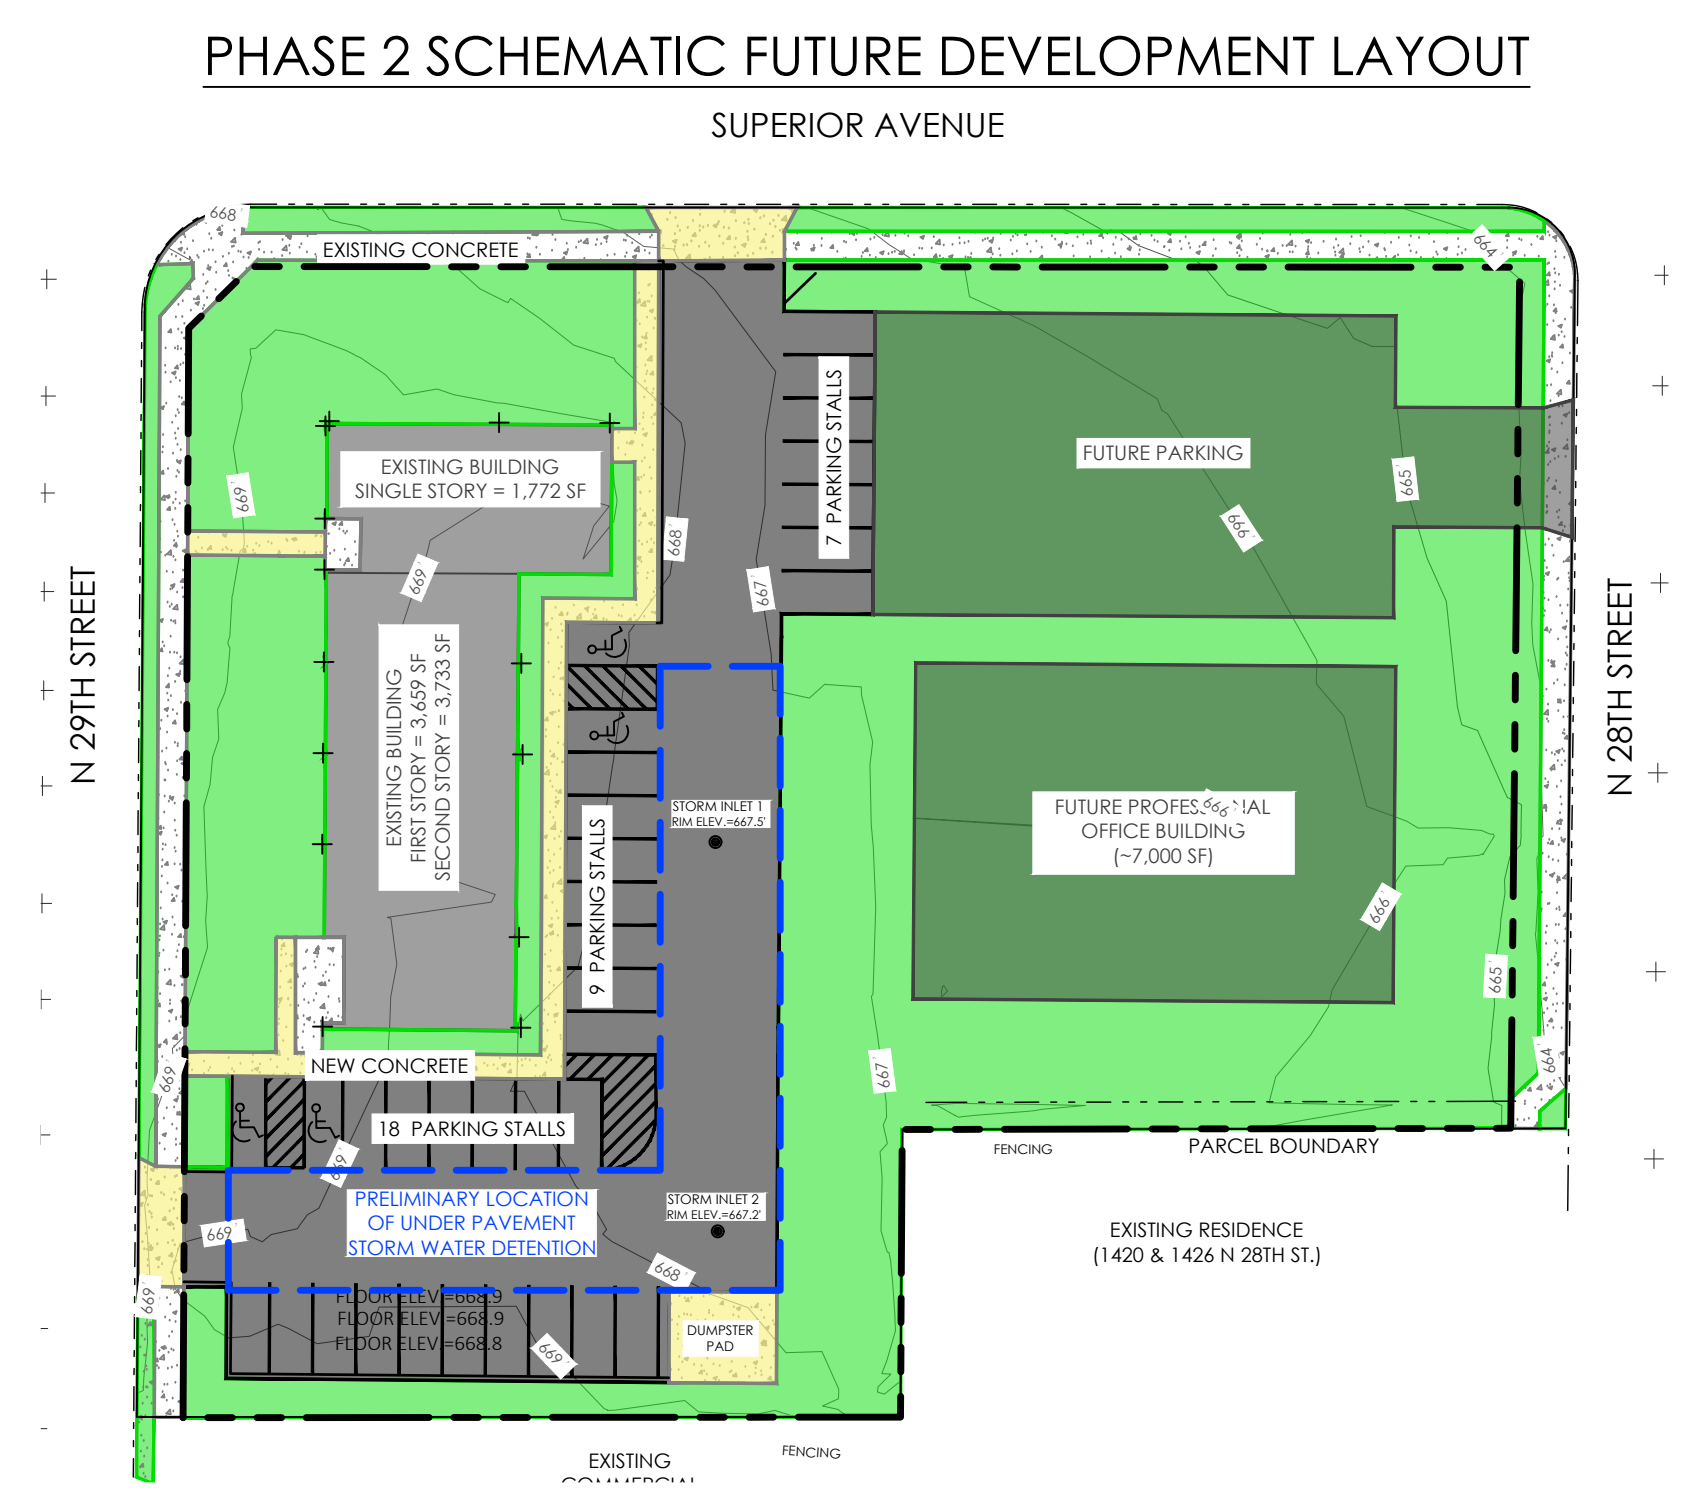 PHASE 2 SCHEMATIC FUTURE DEVELOPMENT LAYOUT
SUPERIOR AVENUE
668'
EXISTING CONCRETE
664'
EXISTING BUILDING
SINGLE STORY = 1,772 SF
7 PARKING STALLS
FUTURE PARKING
669'
668'
665'
666'
669'
667'
N 29TH STREET
N 28TH STREET
EXISTING BUILDING
FIRST STORY = 3,659 SF
SECOND STORY = 3,733 SF
STORM INLET 1
RIM ELEV.=667.5'
9 PARKING STALLS
666'
OFFICE BUILDING
(~7,000 SF)
FUTURE
666'
665'
NEW CONCRETE
669'
667'
664'
18 PARKING STALLS
FENCING
PARCEL BOUNDARY
669'
PRELIMINARY LOCATION
OF UNDER PAVEMENT
STORM WATER DETENTION
STORM INLET 2
RIM ELEV.=667.2'
669'
EXISTING RESIDENCE
(1420 & 1426 N 28TH ST.)
668'
669'
FLOOR ELEV.=668.9
FLOOR ELEV.=668.9
FLOOR ELEV.=668.8
669'
DUMPSTER
PAD
FENCING
EXISTING